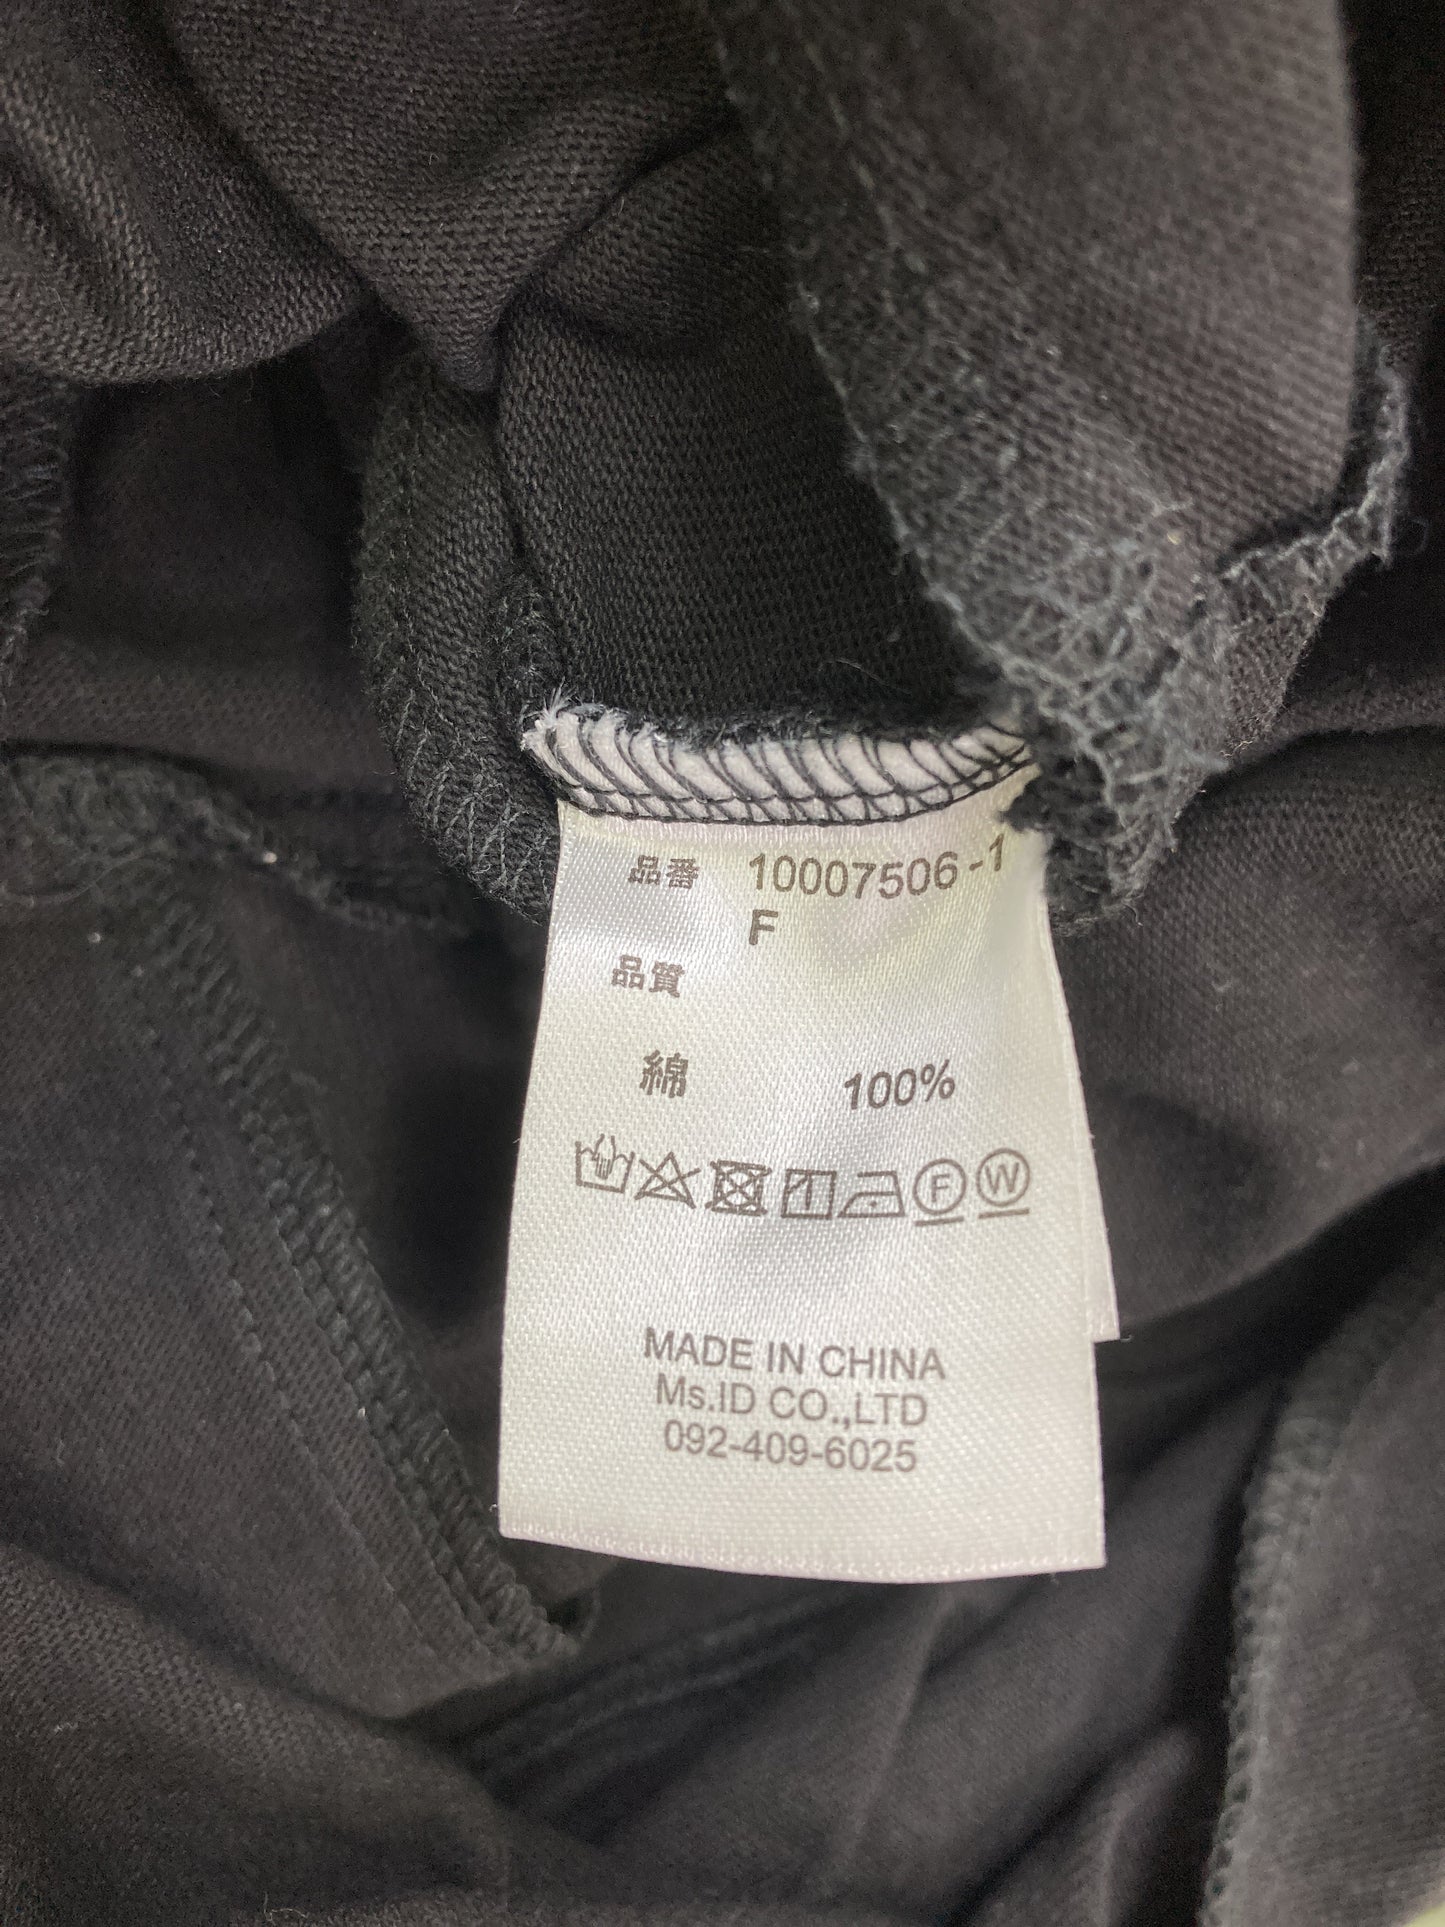 品番 10007506-1
F
品質
綿 100%
F W
MADE IN CHINA
Ms.ID CO.,LTD
092-409-6025